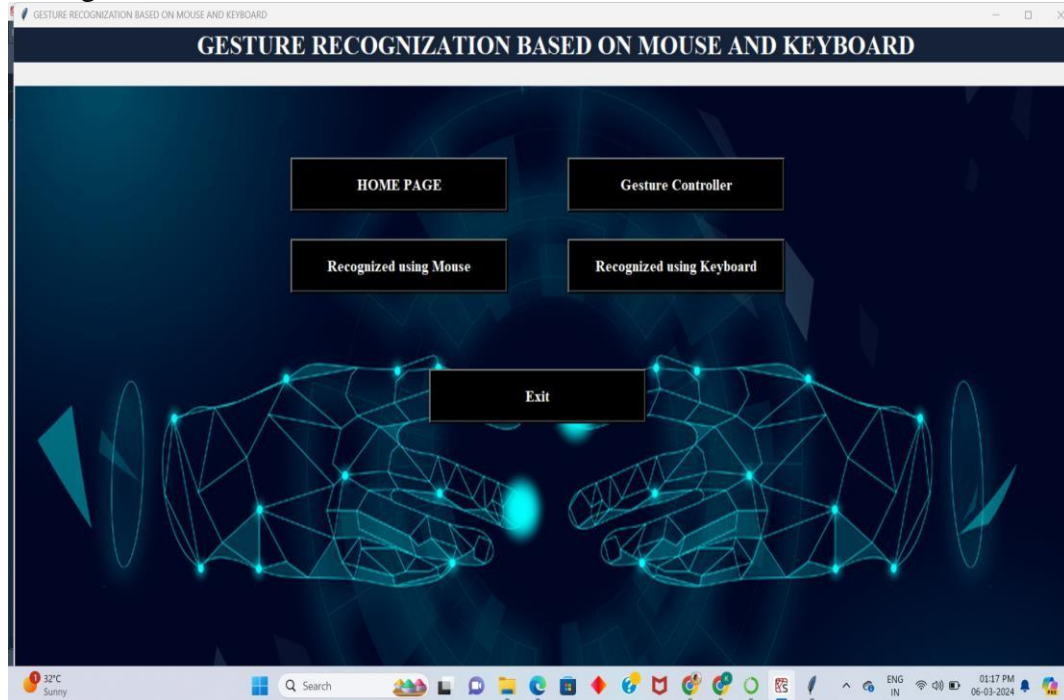 GESTURE RECOGNIZATION BASED ON MOUSE AND KEYBOARD
GESTURE RECOGNIZATION BASED ON MOUSE AND KEYBOARD
HOME PAGE
Gesture Controller
Recognized using Mouse
Recognized using Keyboard
Exit
1
32°C
Sunny
Search
ENG
IN
01:17 PM
06-03-2024